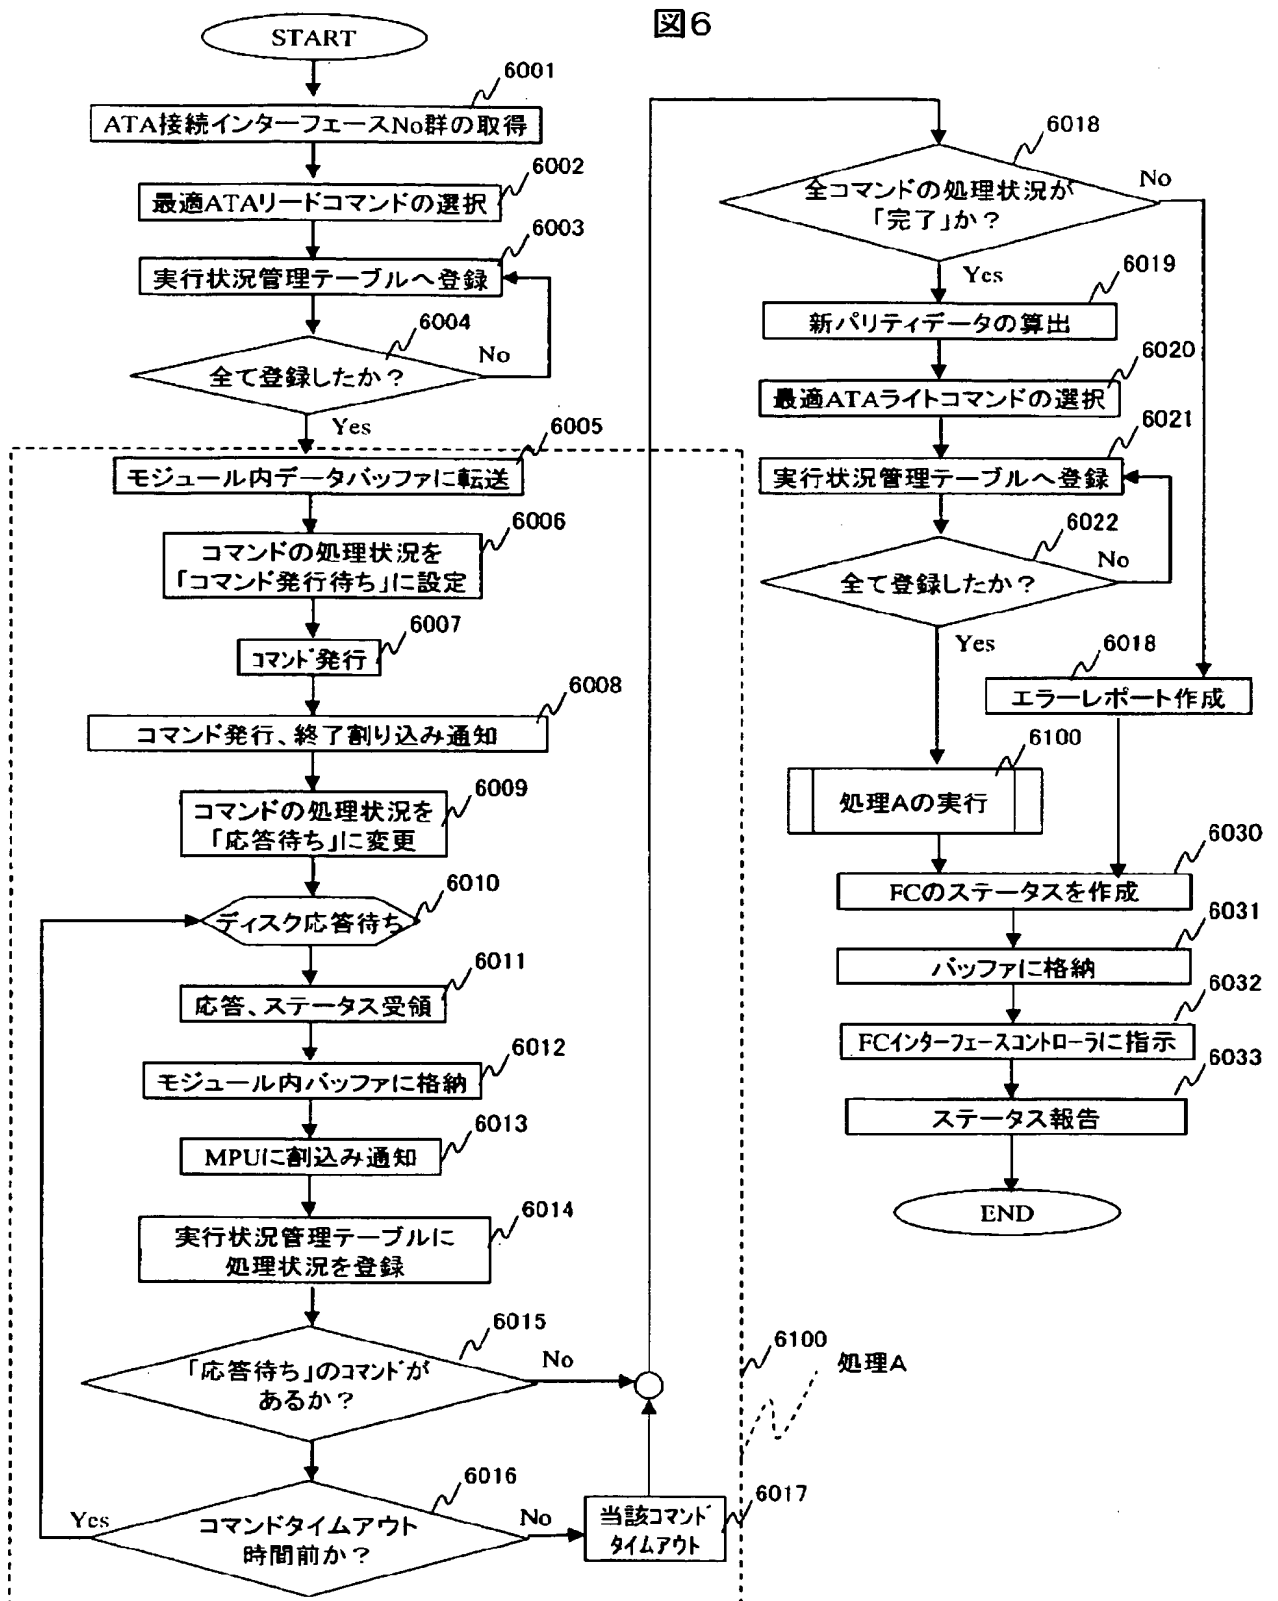 図6
START
6001
ATA接続インターフェースNo群の取得
6002
最適ATAリードコマンドの選択
6003
実行状況管理テーブルへ登録
6004
全て登録したか？
No
Yes
6005
モジュール内データバッファに転送
6006
コマンドの処理状況を
「コマンド発行待ち」に設定
6007
コマンド発行
6008
コマンド発行、終了割り込み通知
6009
コマンドの処理状況を
「応答待ち」に変更
6010
ディスク応答待ち
6011
応答、ステータス受領
6012
モジュール内バッファに格納
6013
MPUに割込み通知
6014
実行状況管理テーブルに
処理状況を登録
6015
「応答待ち」のコマンドが
あるか？
No
6016
コマンドタイムアウト
時間前か？
Yes
No
6017
当該コマンド
タイムアウト
6100
処理A
6018
全コマンドの処理状況が
「完了」か？
No
Yes
6019
新パリティデータの算出
6020
最適ATAライトコマンドの選択
6021
実行状況管理テーブルへ登録
6022
全て登録したか？
No
Yes
6018
エラーレポート作成
6100
処理Aの実行
6030
FCのステータスを作成
6031
バッファに格納
6032
FCインターフェースコントローラに指示
6033
ステータス報告
END